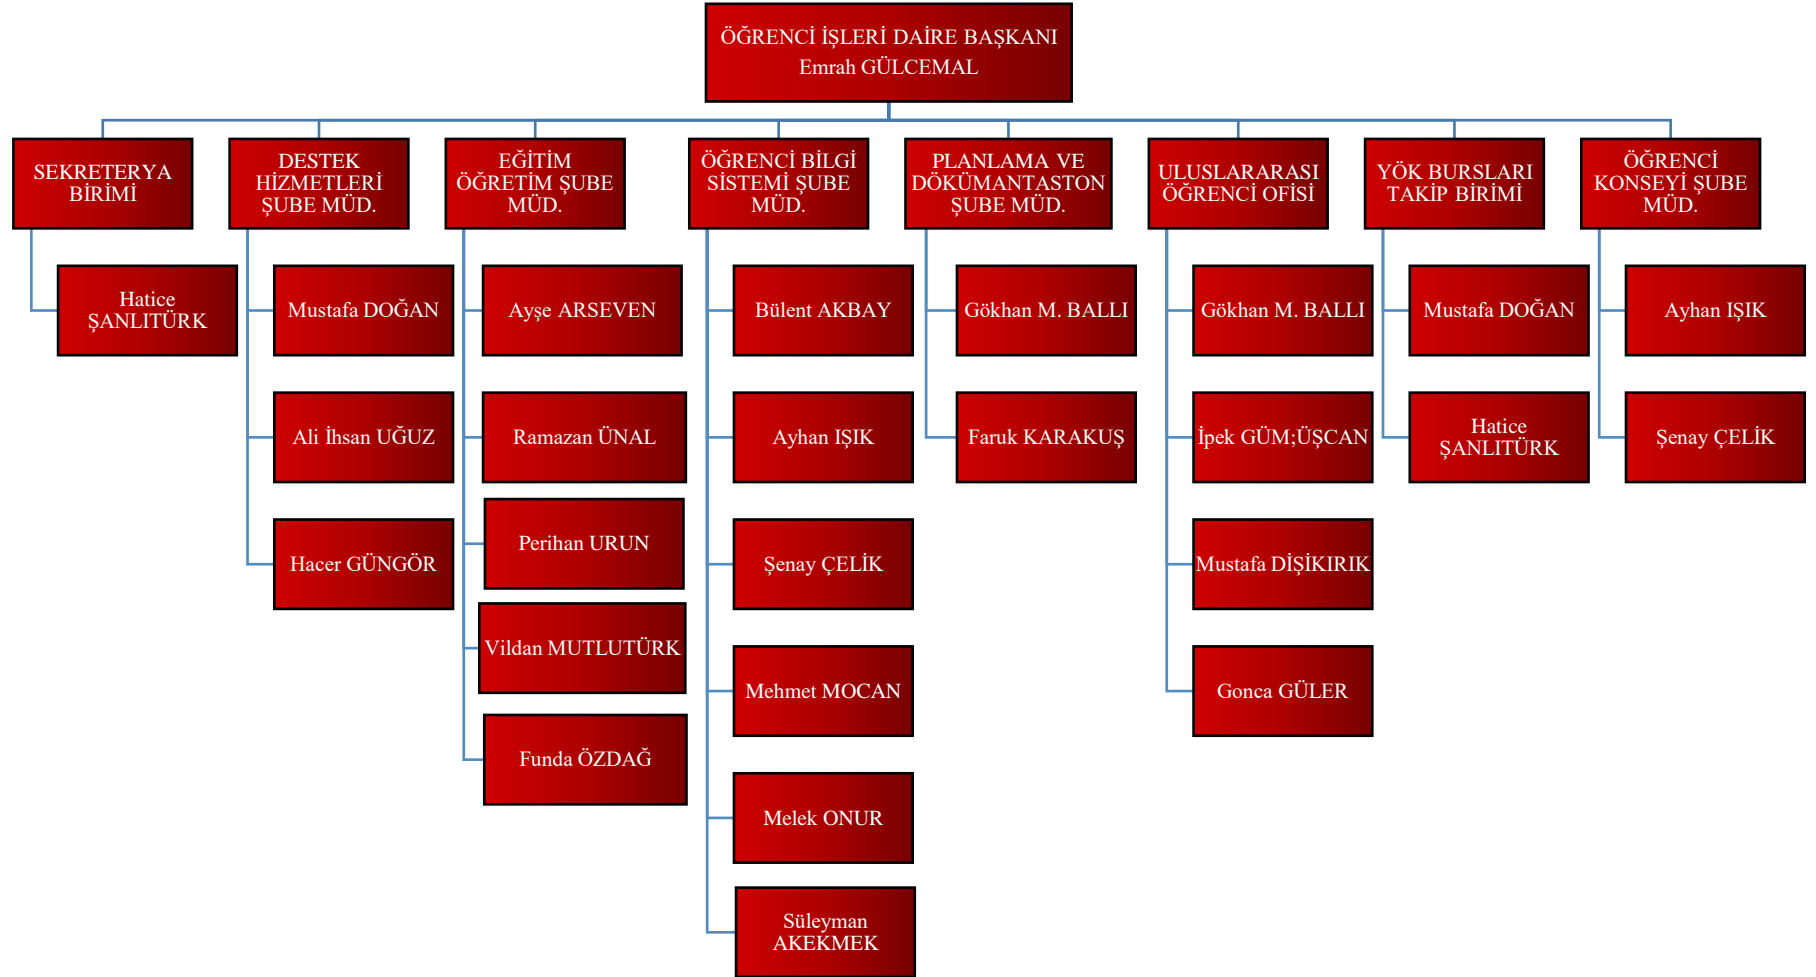 ÖĞRENCİ İŞLERİ DAİRE BAŞKANI
Emrah GÜLCEMAL
SEKRETERYA
BİRİMİ
Hatice
ŞANLITÜRK
DESTEK
HİZMETLERİ
ŞUBE MÜD.
Mustafa DOĞAN
Ali İhsan UĞUZ
Hacer GÜNGÖR
EĞİTİM
ÖĞRETİM ŞUBE
MÜD.
Ayşe ARSEVEN
Ramazan ÜNAL
Perihan URUN
Vildan MUTLUTÜRK
Funda ÖZDAĞ
ÖĞRENCİ BİLGİ
SİSTEMİ ŞUBE
MÜD.
Bülent AKBAY
Ayhan IŞIK
Şenay ÇELİK
Mehmet MOCAN
Melek ONUR
Süleyman
AKEKMEK
PLANLAMA VE
DÖKÜMANTASTON
ŞUBE MÜD.
Gökhan M. BALLI
Faruk KARAKUŞ
ULUSLARARASI
ÖĞRENCİ OFİSİ
Gökhan M. BALLI
İpek GÜM;ÜŞCAN
Mustafa DİŞİKIRIK
Gonca GÜLER
YÖK BURSLARI
TAKİP BİRİMİ
Mustafa DOĞAN
Hatice
ŞANLITÜRK
ÖĞRENCİ
KONSEYİ ŞUBE
MÜD.
Ayhan IŞIK
Şenay ÇELİK